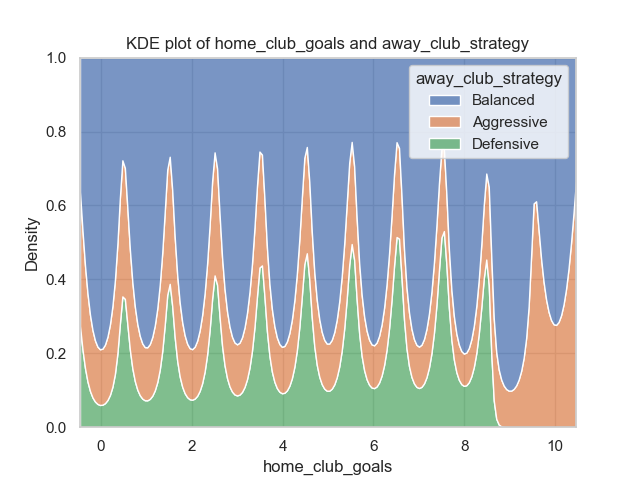 KDE plot of home_club_goals and away_club_strategy
1.0
0.8
0.6
0.4
0.2
0.0
Density
away_club_strategy
Balanced
Aggressive
Defensive
0 2 4 6 8 10
home_club_goals